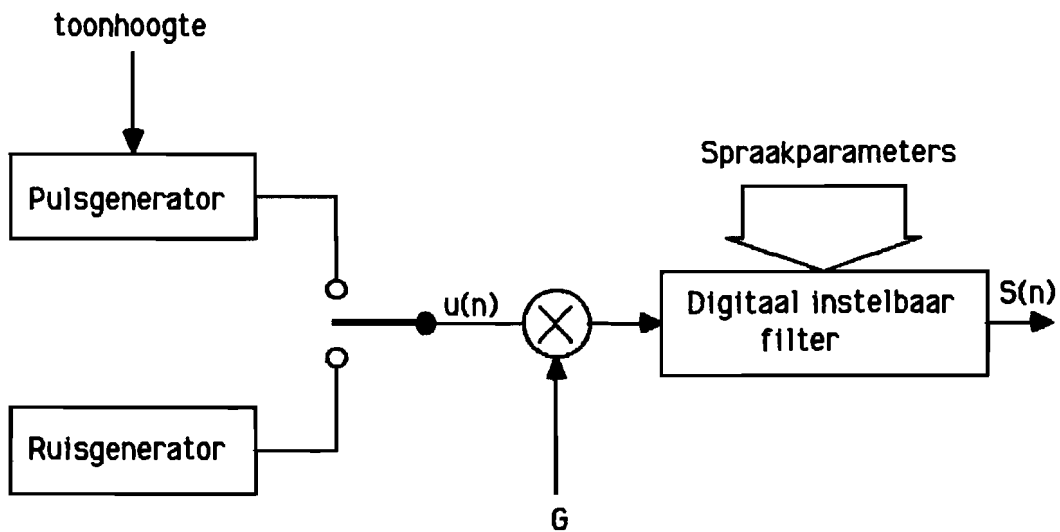 toonhoogte
Pulsgenerator
Spraakparameters
u(n)
Digitaal instelbaar
filter
S(n)
Ruisgenerator
G